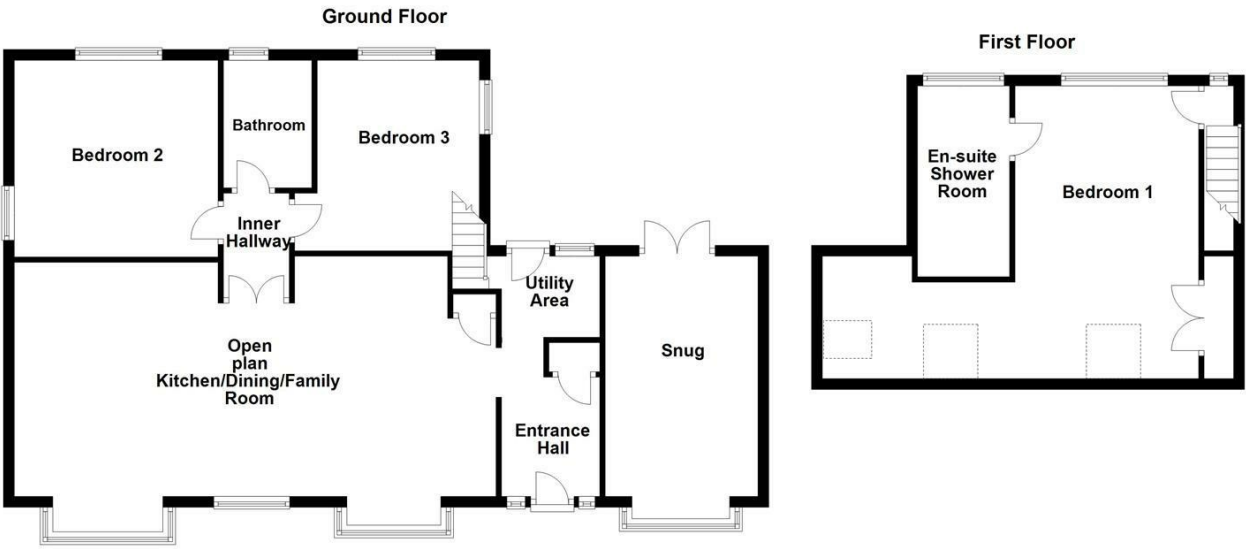 Ground Floor
First Floor
Bedroom 2
Bathroom
Bedroom 3
Inner
Hallway
Utility
Area
Open
plan
Kitchen/Dining/Family
Room
Snug
Entrance
Hall
En-suite
Shower
Room
Bedroom 1